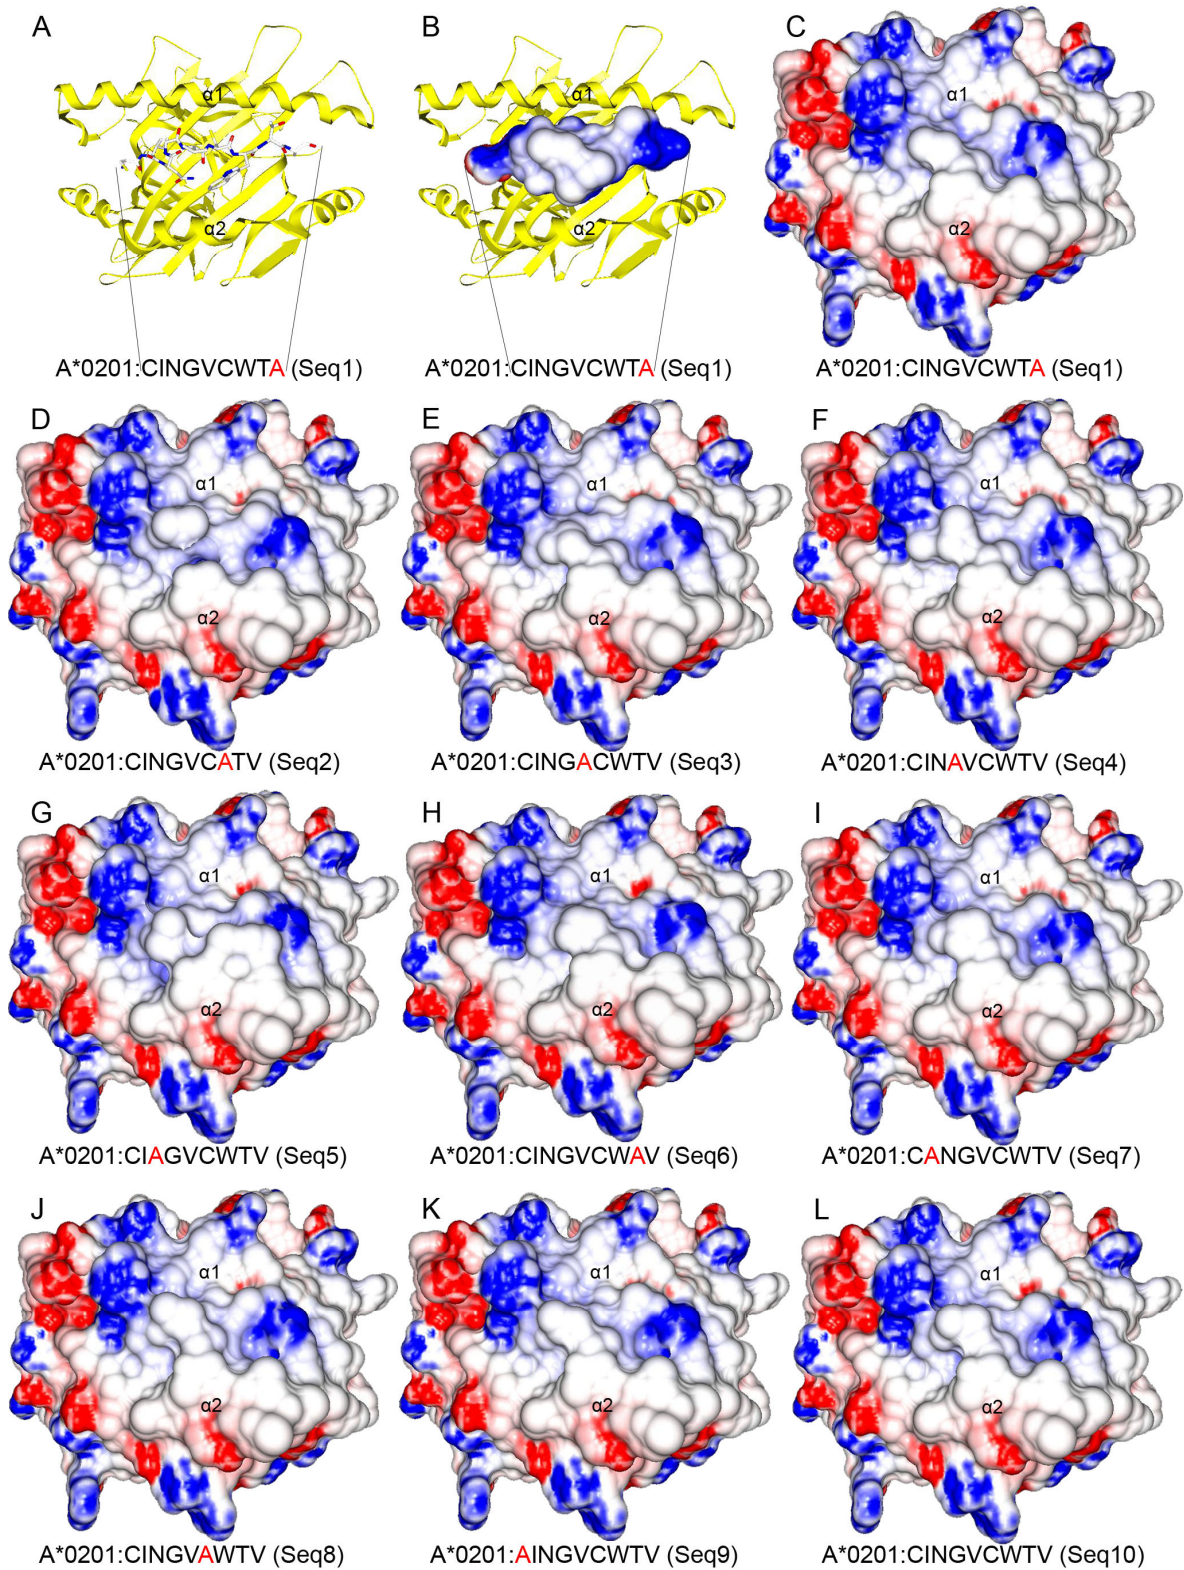 A
B
C
α1
α1
α1
α2
α2
α2
A*0201:CINGVCWTA (Seq1)
A*0201:CINGVCWTA (Seq1)
A*0201:CINGVCWTA (Seq1)
D
E
F
α1
α1
α1
α2
α2
α2
A*0201:CINGVCATV (Seq2)
A*0201:CINGACWTV (Seq3)
A*0201:CINAVCWTV (Seq4)
G
H
I
α1
α1
α1
α2
α2
α2
A*0201:CIAGVCWTV (Seq5)
A*0201:CINGVCWAV (Seq6)
A*0201:CANGVCWTV (Seq7)
J
K
L
α1
α1
α1
α2
α2
α2
A*0201:CINGVAWTV (Seq8)
A*0201:AINGVCWTV (Seq9)
A*0201:CINGVCWTV (Seq10)